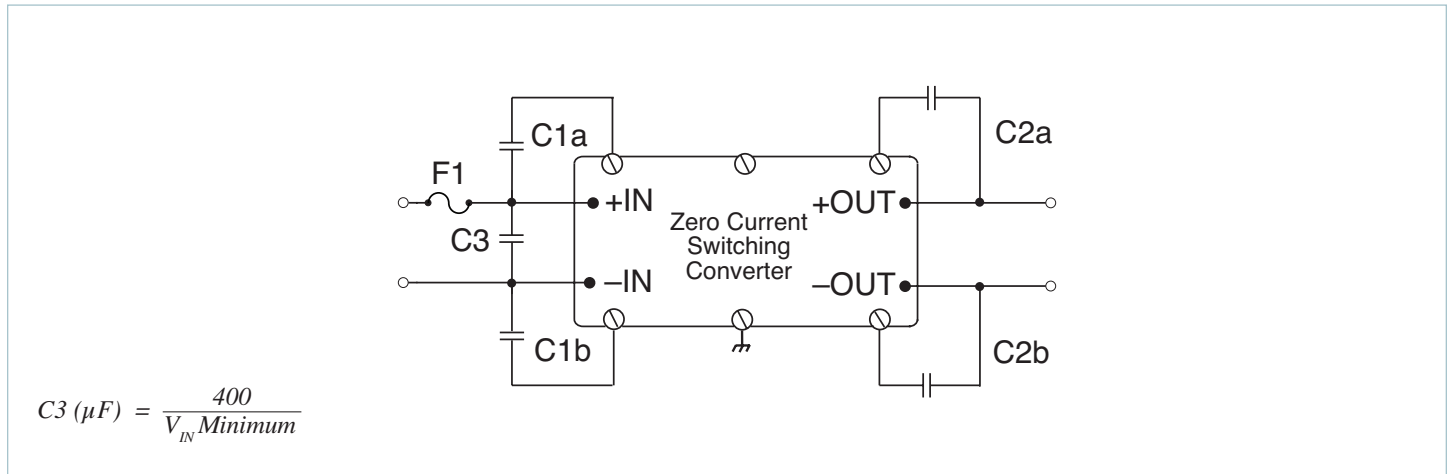 C1a
C2a
F1
+IN
+OUT
Zero Current
Switching
Converter
C3
–IN
–OUT
C1b
C2b
C3 (µF) = 400
V_IN Minimum